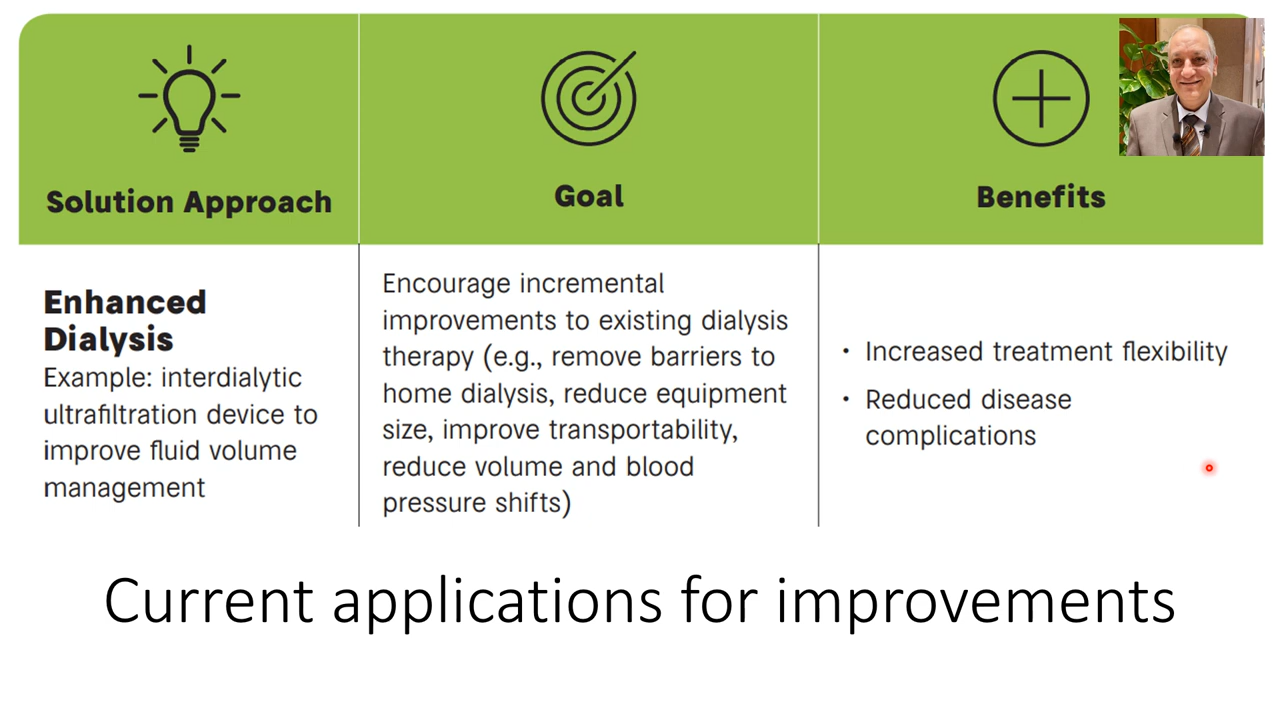 Solution Approach
Goal
Benefits
Enhanced
Dialysis
Example: interdialytic
ultrafiltration device to
improve fluid volume
management
Encourage incremental
improvements to existing dialysis
therapy (e.g., remove barriers to
home dialysis, reduce equipment
size, improve transportability,
reduce volume and blood
pressure shifts)
• Increased treatment flexibility
• Reduced disease
complications
Current applications for improvements